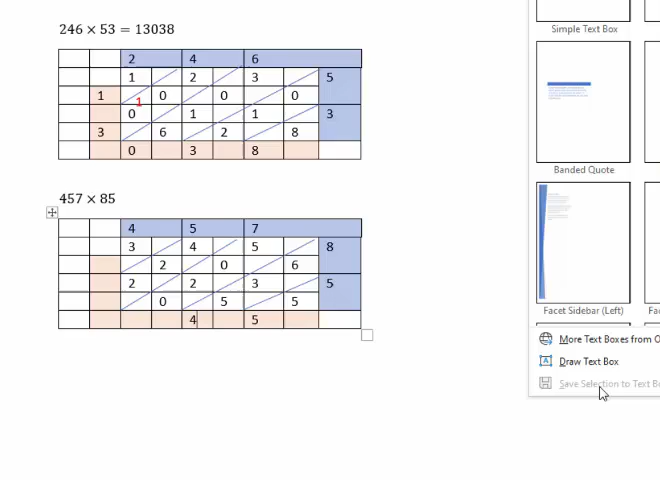 246 × 53 = 13038
2 4 6
1 2 3 5
1 1 0 0 0
0 1 1 3
3 6 2 8
0 3 8
457 × 85
4 5 7
3 4 5 8
2 0 6
2 2 3 5
0 5 5
4 5
Simple Text Box
Banded Quote
Facet Sidebar (Left)
More Text Boxes from
Draw Text Box
Save Selection to Text